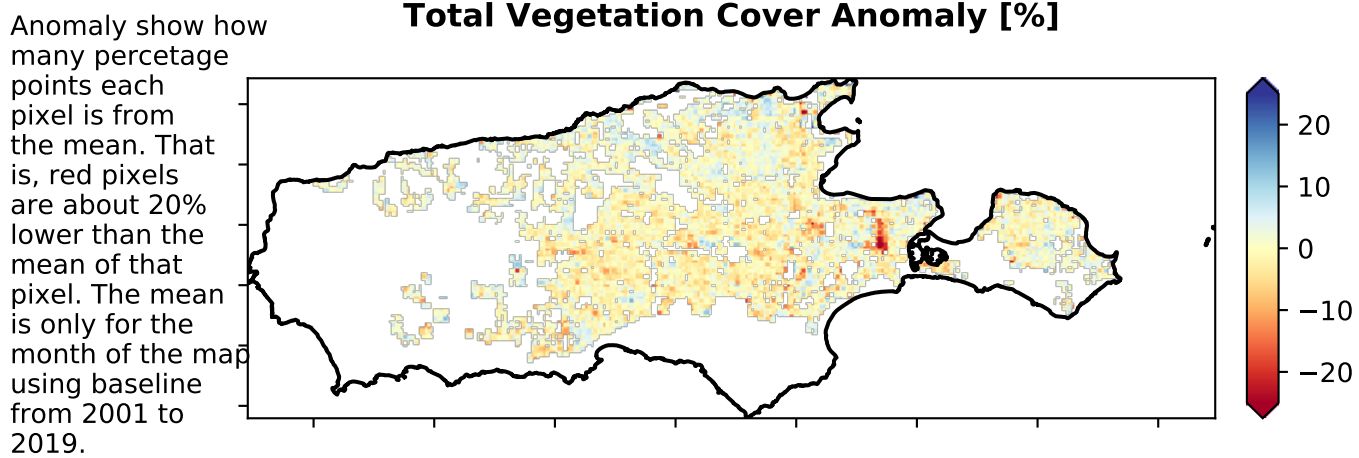 Total Vegetation Cover Anomaly [%]
Anomaly show how
many percetage
points each
pixel is from
the mean. That
is, red pixels
are about 20%
lower than the
mean of that
pixel. The mean
is only for the
month of the map
using baseline
from 2001 to
2019.
20
10
0
−10
−20